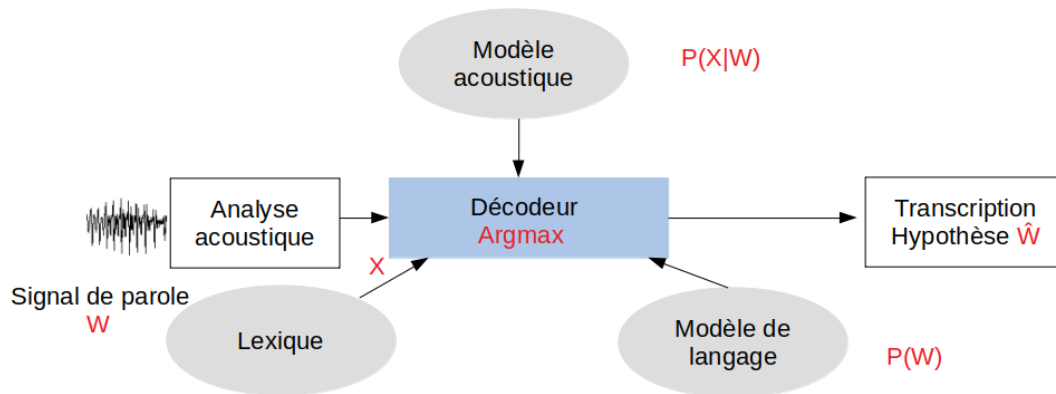 Modèle
acoustique
P(X|W)
Analyse
acoustique
Décodeur
Argmax
Transcription
Hypothèse Ŵ
X
Signal de parole
W
Lexique
Modèle de
langage
P(W)